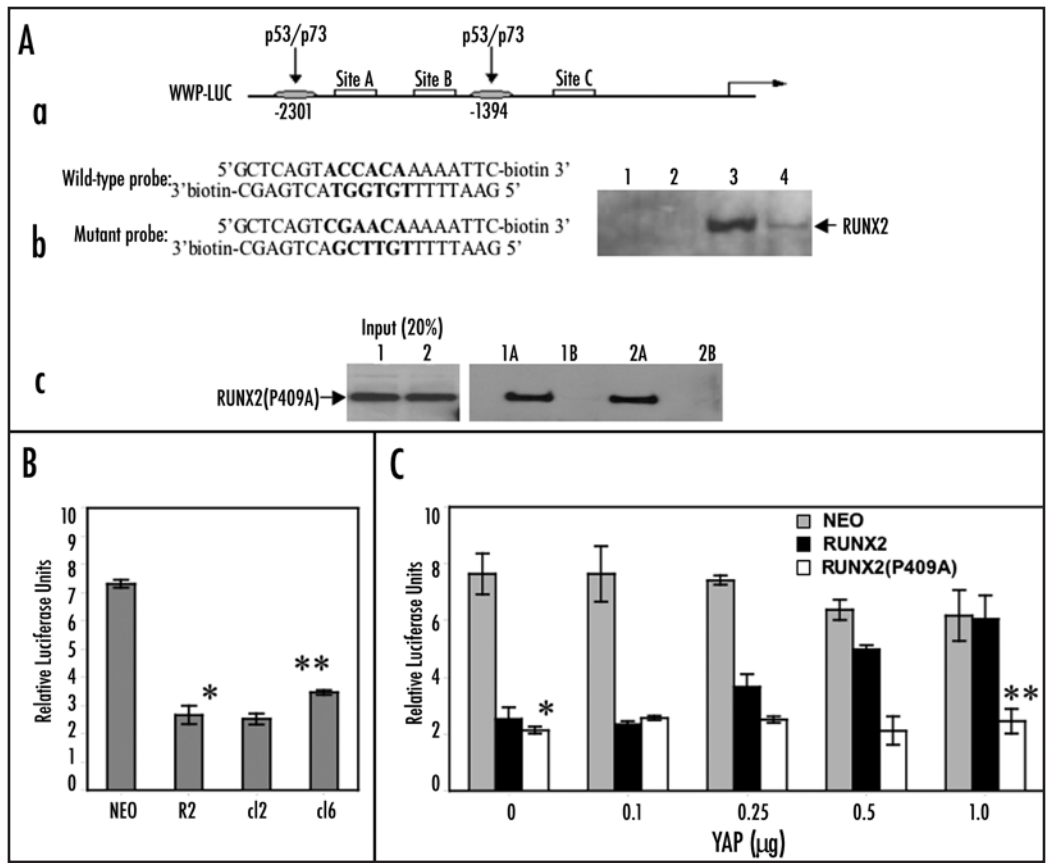 A
p53/p73 p53/p73
Site A Site B Site C
WWP-LUC
-2301 -1394
a
Wild-type probe: 5'GCTCAGTACCACAAAAATTC-biotin 3'
3'biotin-CGAGTCATGGTGTTTTTAAG 5'
Mutant probe: 5'GCTCAGTCGAACAAAAATTC-biotin 3'
3'biotin-CGAGTCAGCTTGTTTTTAAG 5'
b
1 2 3 4
RUNX2
Input (20%)
1 2 1A 1B 2A 2B
c
RUNX2(P409A)
B
Relative Luciferase Units
10
9
8
7
6
5
4
3
2
1
0
*
**
NEO R2 cl2 cl6
C
Relative Luciferase Units
10
8
6
4
2
0
NEO
RUNX2
RUNX2(P409A)
*
**
0 0.1 0.25 0.5 1.0
YAP (μg)